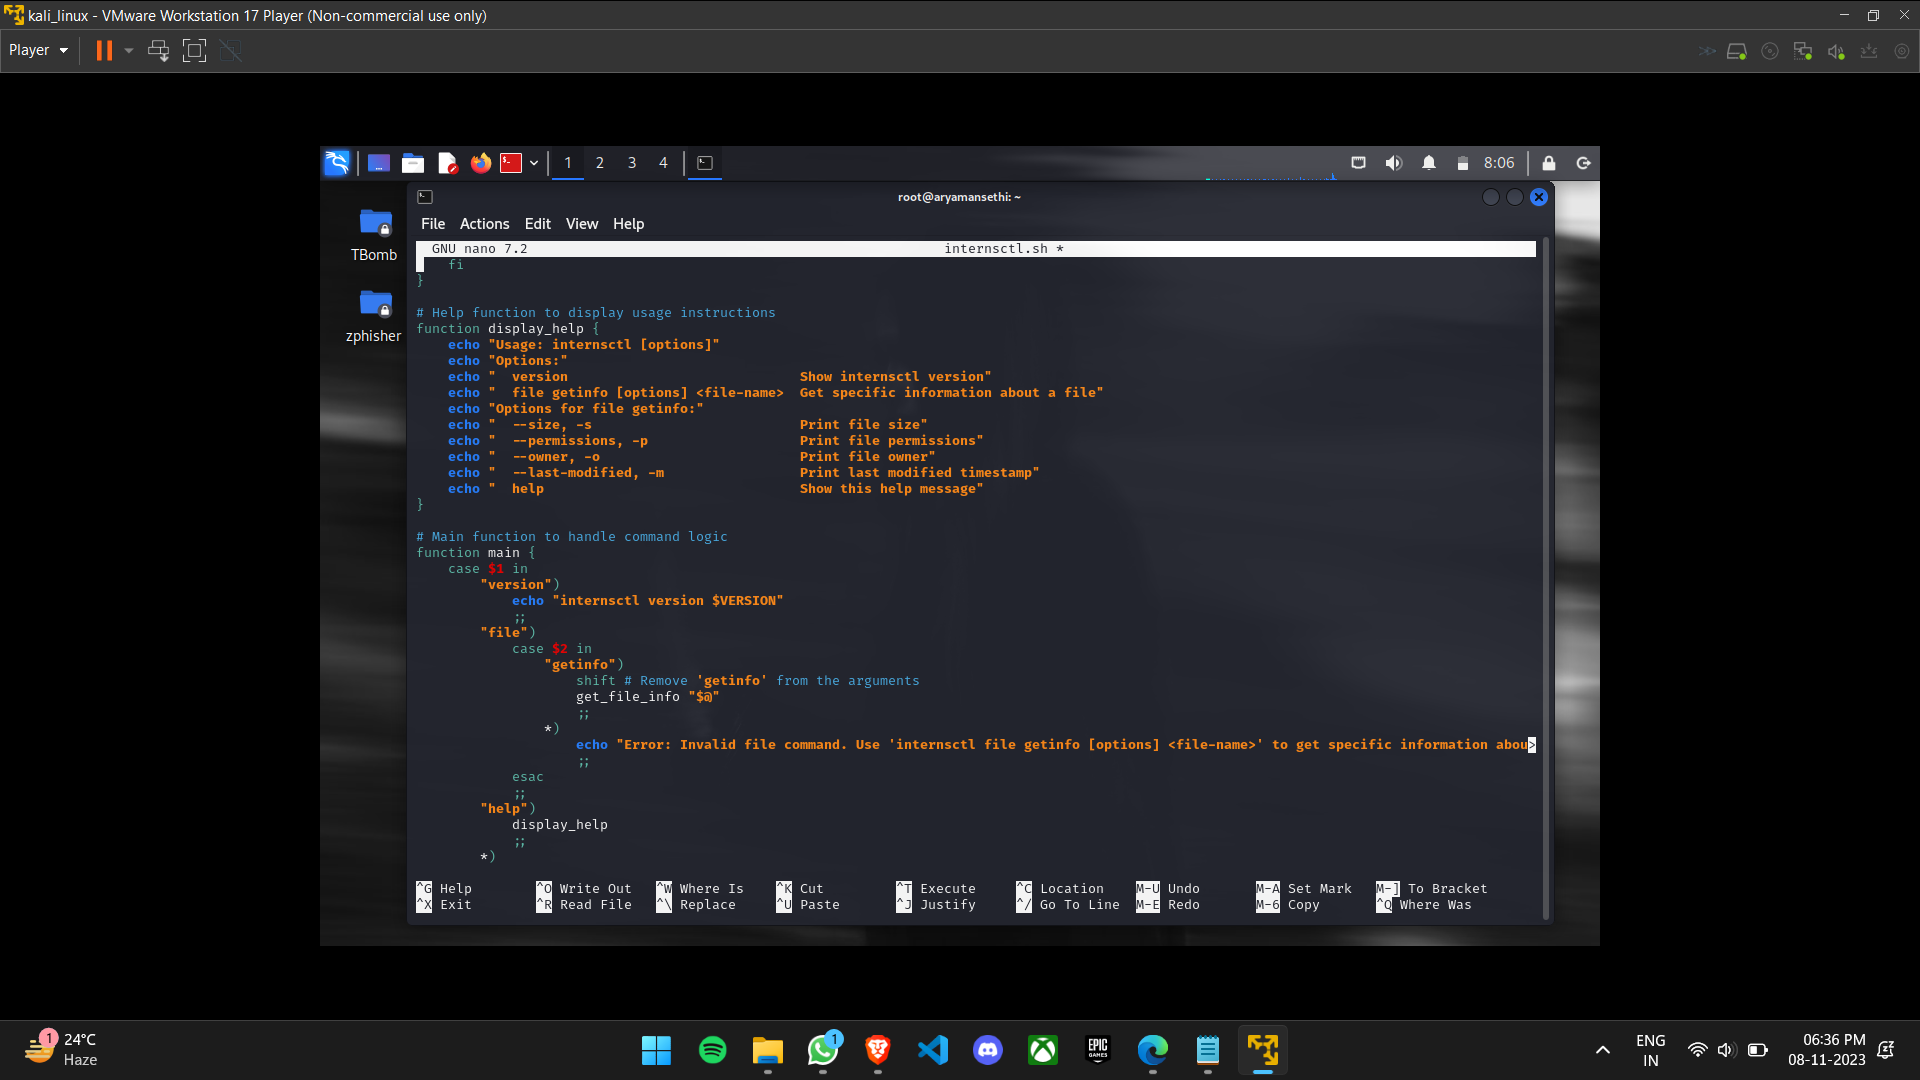 kali_linux - VMware Workstation 17 Player (Non-commercial use only)
Player
1 2 3 4
8:06
root@aryamansethi: ~
File Actions Edit View Help
TBomb
zphisher
GNU nano 7.2 internsctl.sh *
    fi
}

# Help function to display usage instructions
function display_help {
    echo "Usage: internsctl [options]"
    echo "Options:"
    echo "  version                             Show internsctl version"
    echo "  file getinfo [options] <file-name>  Get specific information about a file"
    echo "Options for file getinfo:"
    echo "  --size, -s                          Print file size"
    echo "  --permissions, -p                   Print file permissions"
    echo "  --owner, -o                         Print file owner"
    echo "  --last-modified, -m                 Print last modified timestamp"
    echo "  help                                Show this help message"
}

# Main function to handle command logic
function main {
    case $1 in
        "version")
            echo "internsctl version $VERSION"
            ;;
        "file")
            case $2 in
                "getinfo")
                    shift # Remove 'getinfo' from the arguments
                    get_file_info "$@"
                    ;;
                *)
                    echo "Error: Invalid file command. Use 'internsctl file getinfo [options] <file-name>' to get specific information abou>
                    ;;
            esac
            ;;
        "help")
            display_help
            ;;
        *)
^G Help ^O Write Out ^W Where Is ^K Cut ^T Execute ^C Location M-U Undo M-A Set Mark M-] To Bracket
^X Exit ^R Read File ^\ Replace ^U Paste ^J Justify ^/ Go To Line M-E Redo M-6 Copy ^Q Where Was
1
24°C
Haze
1
EPIC
GAMES
ENG
IN
06:36 PM
08-11-2023